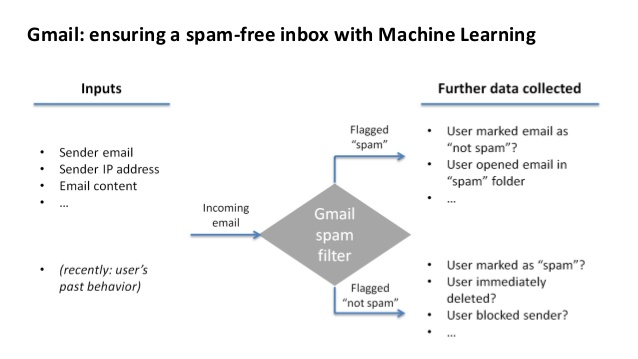 Gmail: ensuring a spam-free inbox with Machine Learning
Inputs
• Sender email
• Sender IP address
• Email content
• ...
• (recently: user's
past behavior)
Incoming
email
Gmail
spam
filter
Flagged
"spam"
Flagged
"not spam"
Further data collected
• User marked email as
"not spam"?
• User opened email in
"spam" folder
• ...
• User marked as "spam"?
• User immediately
deleted?
• User blocked sender?
• ...